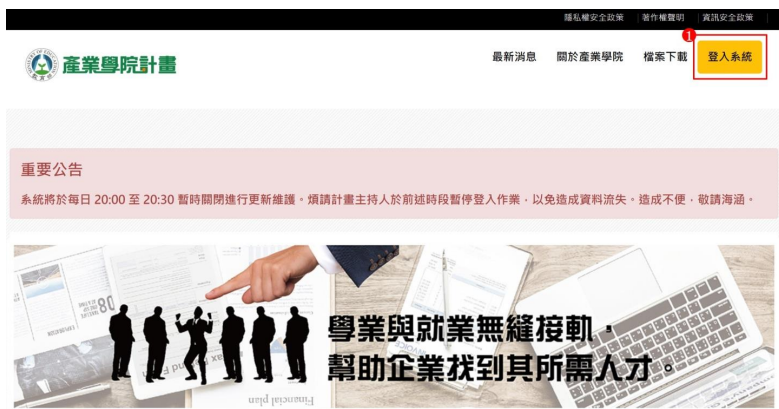 隱私權安全政策 | 著作權聲明 | 資訊安全政策 |
1
產業學院計畫
最新消息 關於產業學院 檔案下載 登入系統
重要公告
系統將於每日 20:00 至 20:30 暫時關閉進行更新維護。煩請計畫主持人於前述時段暫停登入作業,以免造成資料流失。造成不便,敬請海涵。
學業與就業無縫接軌,
幫助企業找到其所需人才。
Financial plan